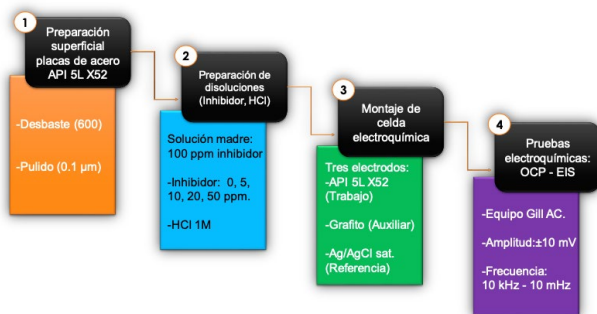 1
Preparación
superficial
placas de acero
API 5L X52
-Desbaste (600)
-Pulido (0.1 µm)
2
Preparación de
disoluciones
(Inhibidor, HCl)
Solución madre:
100 ppm inhibidor
-Inhibidor: 0, 5,
10, 20, 50 ppm.
-HCl 1M
3
Montaje de
celda
electroquímica
Tres electrodos:
-API 5L X52
(Trabajo)
-Grafito (Auxiliar)
-Ag/AgCl sat.
(Referencia)
4
Pruebas
electroquímicas:
OCP - EIS
-Equipo Gill AC.
-Amplitud:±10 mV
-Frecuencia:
10 kHz - 10 mHz